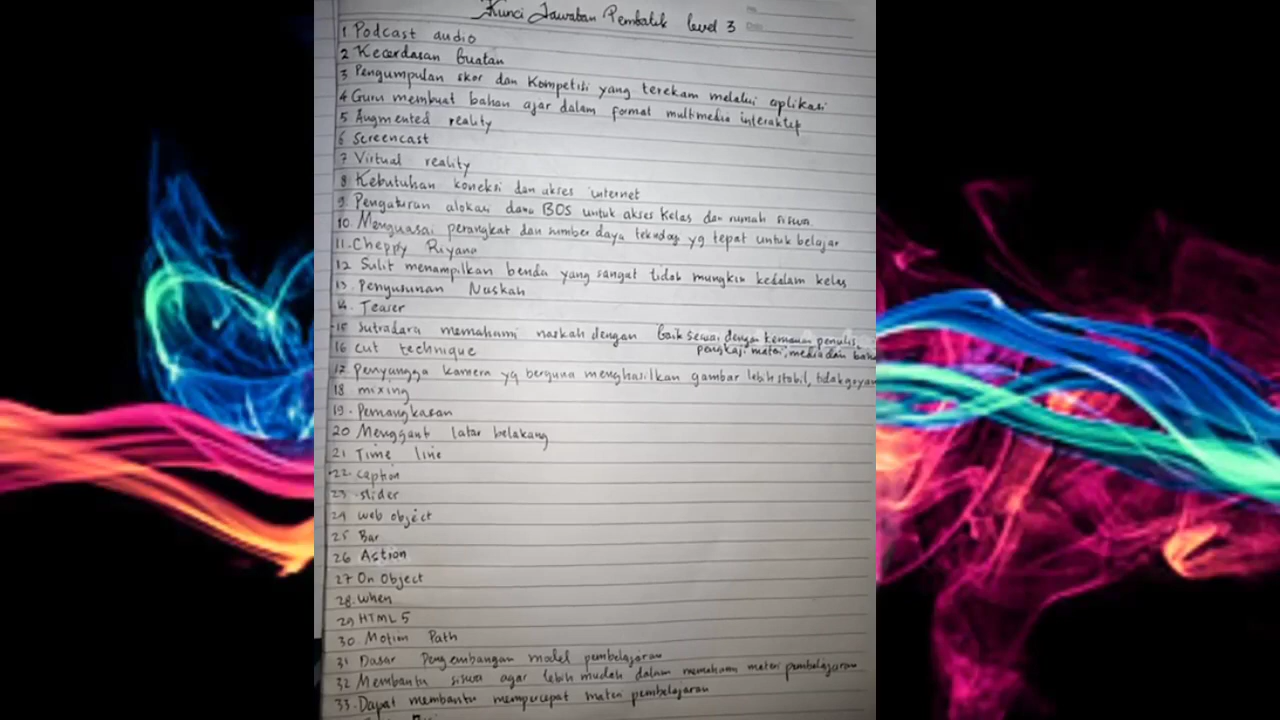 Kunci Jawaban Pembatik level 3
No.
Date
1 Podcast audio
2 Kecerdasan buatan
3 Pengumpulan skor dan kompetisi yang terekam melalui aplikasi
4 Guru membuat bahan ajar dalam format multimedia interaktif
5 Augmented reality
6 Screencast
7 Virtual reality
8 Kebutuhan koneksi dan akses internet
9. Pengaturan alokasi dana BOS untuk akses kelas dan rumah siswa
10. Menguasai perangkat dan sumber daya teknologi yg tepat untuk belajar
11. Cheppy Riyana
12 Sulit menampilkan benda yang sangat tidak mungkin kedalam kelas
13. Penyusunan Naskah
14. Teaser
15 Sutradara memahami naskah dengan baik sesuai dengan kemauan penulis,
pengkaji materi, media dan baha
16 cut technique
17 penyangga kamera yg berguna menghasilkan gambar lebih stabil, tidak goyan
18 mixing
19. Pemangkasan
20 Mengganti latar belakang
21 Time line
22 caption
23 slider
24 web object
25 Bar
26 Astion
27 On Object
28. When
29 HTML 5
30. Motion Path
31 Dasar Pengembangan model pembelajaran
32 Membantu siswa agar lebih mudah dalam memahami materi pembelajaran
33. Dapat membantu mempercepat materi pembelajaran